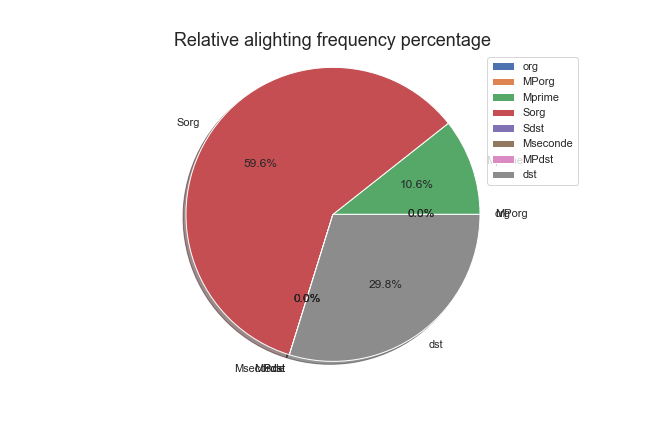 Relative alighting frequency percentage
org
MPorg
Mprime
Sorg
Sdst
Mseconde
MPdst
dst
Sorg
59.6%
10.6%
0.0%
MPorg
29.8%
0.0%
dst